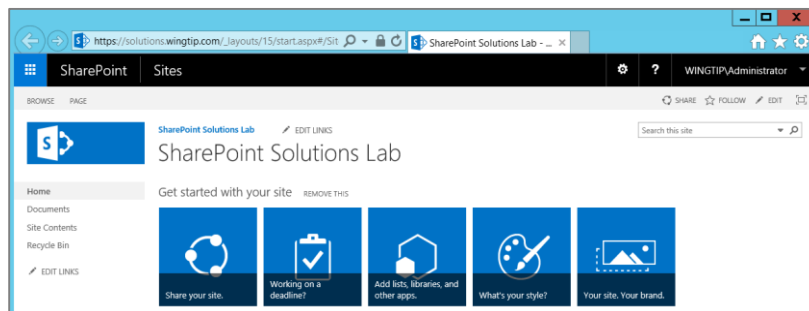 https://solutions.wingtip.com/_layouts/15/start.aspx#/Sit
SharePoint Solutions Lab - ...
SharePoint Sites ? WINGTIP\Administrator
BROWSE PAGE SHARE FOLLOW EDIT
SharePoint Solutions Lab EDIT LINKS
Search this site
SharePoint Solutions Lab
Home
Documents
Site Contents
Recycle Bin
EDIT LINKS
Get started with your site REMOVE THIS
Share your site.
Working on a
deadline?
Add lists, libraries, and
other apps.
What's your style?
Your site. Your brand.